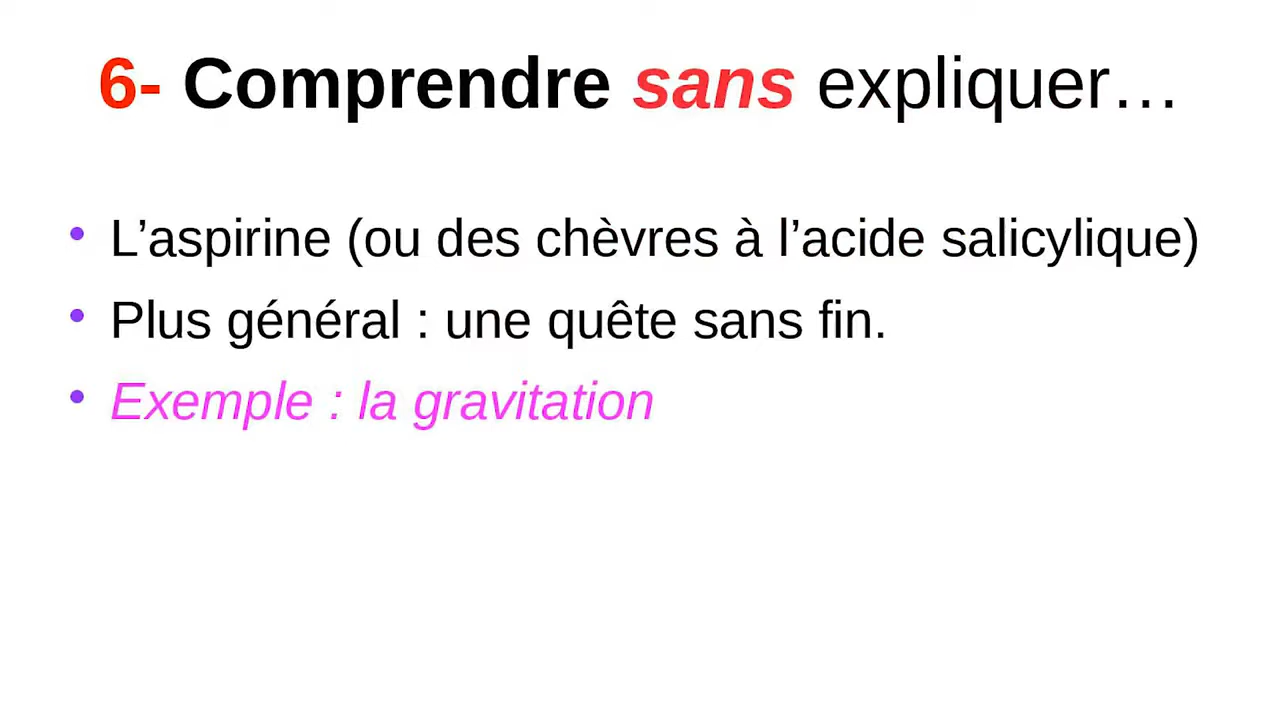 6- Comprendre sans expliquer…
• L’aspirine (ou des chèvres à l’acide salicylique)
• Plus général : une quête sans fin.
• Exemple : la gravitation